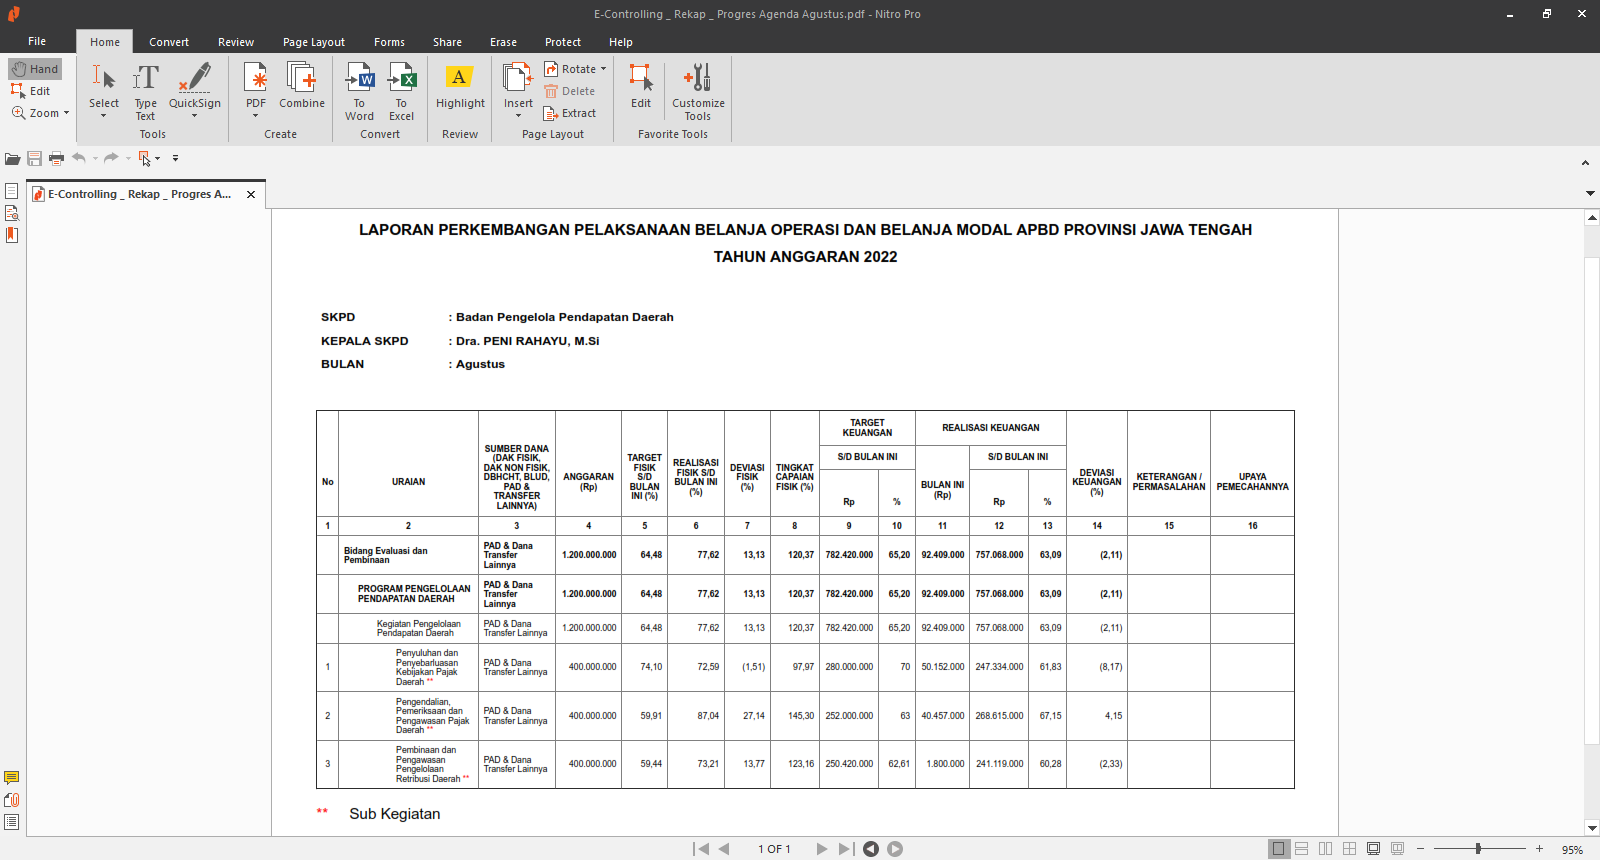 E-Controlling _ Rekap _ Progres Agenda Agustus.pdf - Nitro Pro
File Home Convert Review Page Layout Forms Share Erase Protect Help
Hand
Edit
Zoom
Select
Type Text
QuickSign
Tools
PDF
Combine
Create
To Word
To Excel
Convert
Highlight
Review
Insert
Rotate
Delete
Extract
Page Layout
Edit
Customize Tools
Favorite Tools
E-Controlling _ Rekap _ Progres A...
LAPORAN PERKEMBANGAN PELAKSANAAN BELANJA OPERASI DAN BELANJA MODAL APBD PROVINSI JAWA TENGAH
TAHUN ANGGARAN 2022
SKPD : Badan Pengelola Pendapatan Daerah
KEPALA SKPD : Dra. PENI RAHAYU, M.Si
BULAN : Agustus
No
URAIAN
SUMBER DANA (DAK FISIK, DAK NON FISIK, DBHCHT, BLUD, PAD & TRANSFER LAINNYA)
ANGGARAN (Rp)
TARGET FISIK S/D BULAN INI (%)
REALISASI FISIK S/D BULAN INI (%)
DEVIASI FISIK (%)
TINGKAT CAPAIAN FISIK (%)
TARGET KEUANGAN
S/D BULAN INI
Rp %
REALISASI KEUANGAN
BULAN INI (Rp)
S/D BULAN INI
Rp %
DEVIASI KEUANGAN (%)
KETERANGAN / PERMASALAHAN
UPAYA PEMECAHANNYA
1 2 3 4 5 6 7 8 9 10 11 12 13 14 15 16
Bidang Evaluasi dan Pembinaan PAD & Dana Transfer Lainnya 1.200.000.000 64,48 77,62 13,13 120,37 782.420.000 65,20 92.409.000 757.068.000 63,09 (2,11)
PROGRAM PENGELOLAAN PENDAPATAN DAERAH PAD & Dana Transfer Lainnya 1.200.000.000 64,48 77,62 13,13 120,37 782.420.000 65,20 92.409.000 757.068.000 63,09 (2,11)
Kegiatan Pengelolaan Pendapatan Daerah PAD & Dana Transfer Lainnya 1.200.000.000 64,48 77,62 13,13 120,37 782.420.000 65,20 92.409.000 757.068.000 63,09 (2,11)
1 Penyuluhan dan Penyebarluasan Kebijakan Pajak Daerah ** PAD & Dana Transfer Lainnya 400.000.000 74,10 72,59 (1,51) 97,97 280.000.000 70 50.152.000 247.334.000 61,83 (8,17)
2 Pengendalian, Pemeriksaan dan Pengawasan Pajak Daerah ** PAD & Dana Transfer Lainnya 400.000.000 59,91 87,04 27,14 145,30 252.000.000 63 40.457.000 268.615.000 67,15 4,15
3 Pembinaan dan Pengawasan Pengelolaan Retribusi Daerah ** PAD & Dana Transfer Lainnya 400.000.000 59,44 73,21 13,77 123,16 250.420.000 62,61 1.800.000 241.119.000 60,28 (2,33)
** Sub Kegiatan
1 OF 1
95%